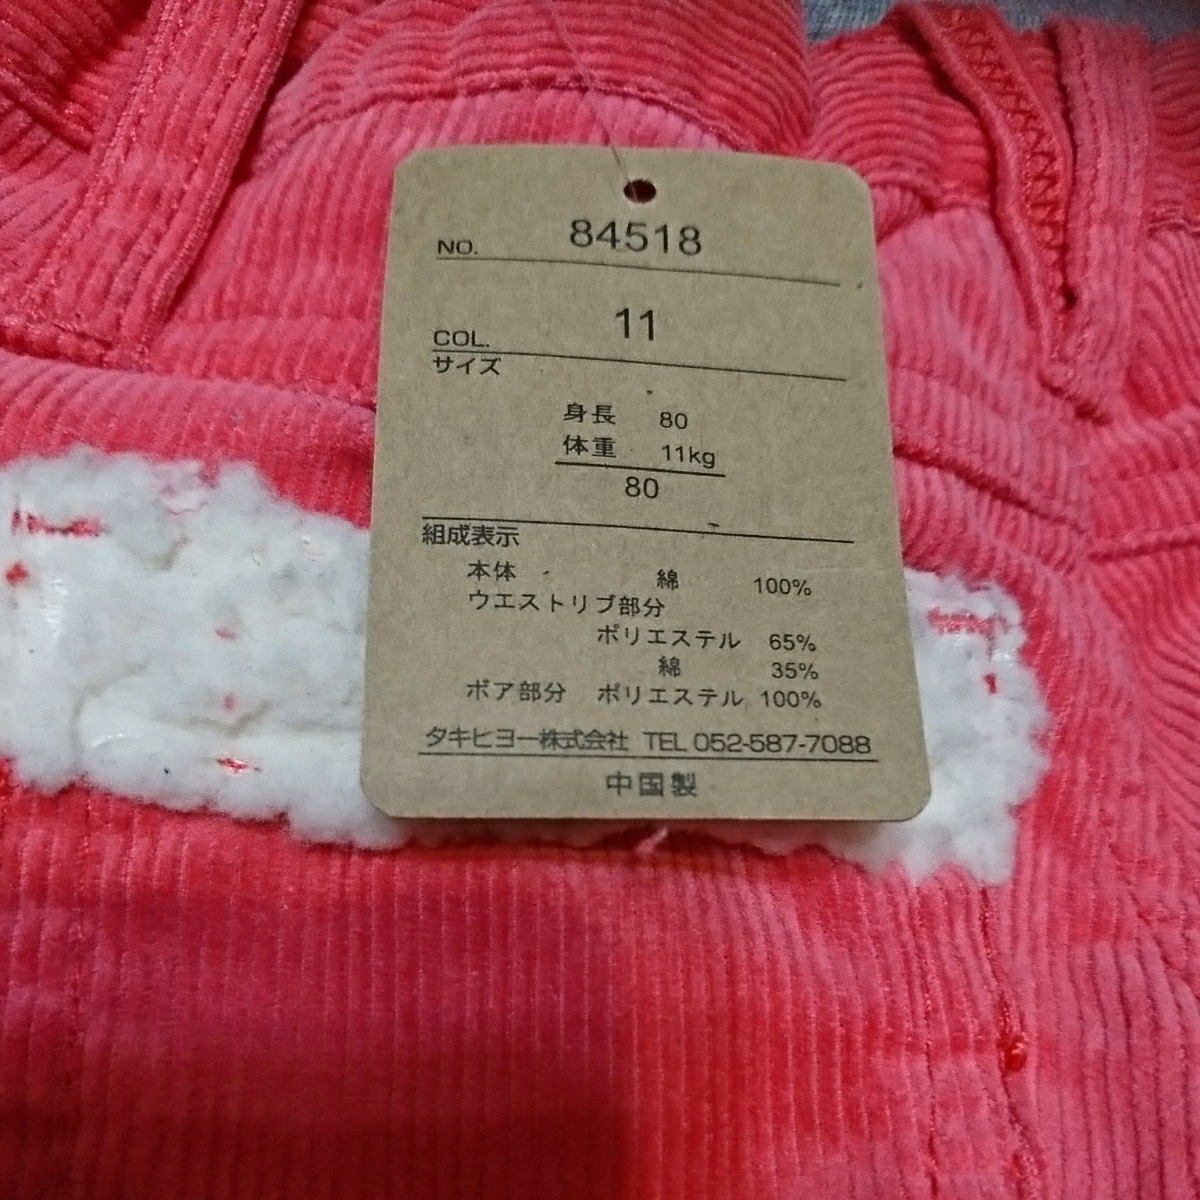 NO. 84518
COL. 11
サイズ
身長 80
体重 11kg
80
組成表示
本体 綿 100%
ウエストリブ部分
ポリエステル 65%
綿 35%
ボア部分 ポリエステル 100%
タキヒヨー株式会社 TEL 052-587-7088
中国製